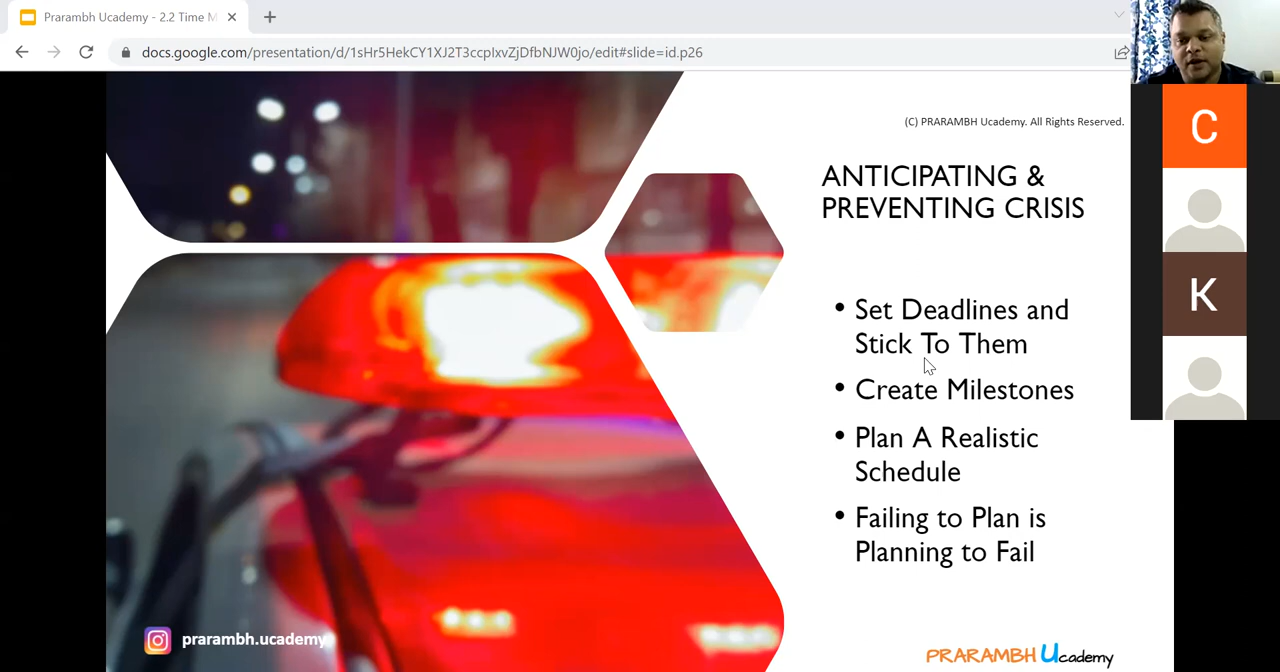 Prarambh Ucademy - 2.2 Time M
docs.google.com/presentation/d/1sHr5HekCY1XJ2T3ccpIxvZjDfbNJW0jo/edit#slide=id.p26
(C) PRARAMBH Ucademy. All Rights Reserved.
ANTICIPATING &
PREVENTING CRISIS
• Set Deadlines and
Stick To Them
• Create Milestones
• Plan A Realistic
Schedule
• Failing to Plan is
Planning to Fail
prarambh.ucademy
PRARAMBH Ucademy
C
K